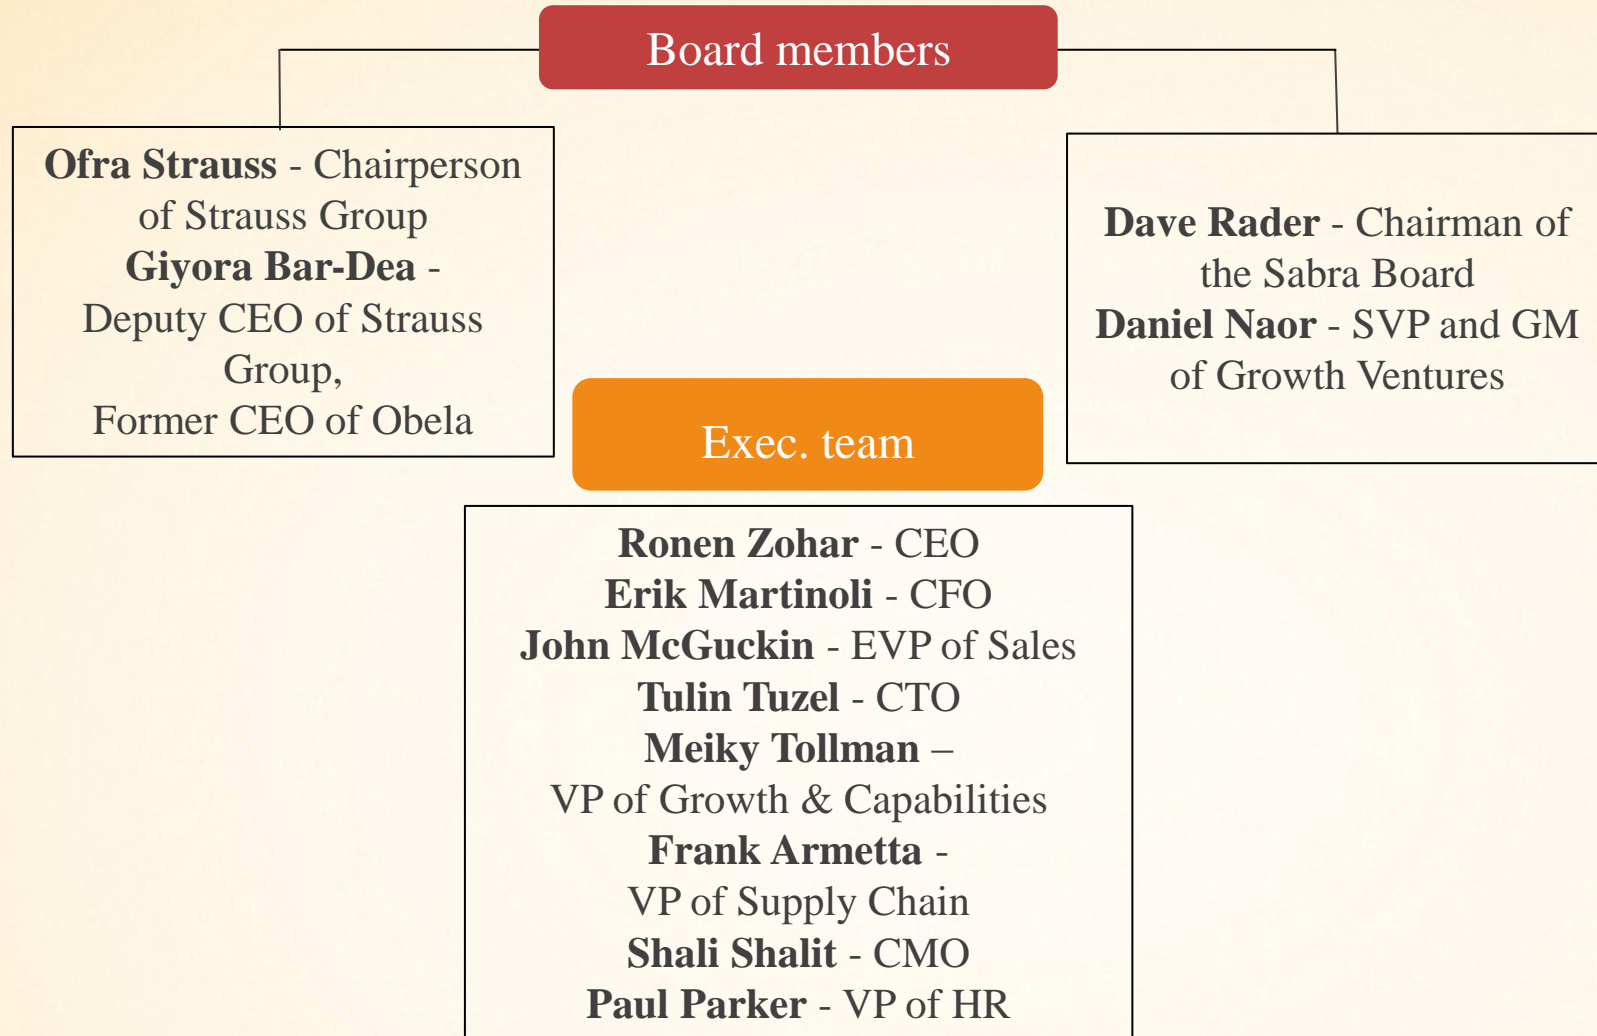 Board members
Ofra Strauss - Chairperson
of Strauss Group
Giyora Bar-Dea -
Deputy CEO of Strauss
Group,
Former CEO of Obela
Dave Rader - Chairman of
the Sabra Board
Daniel Naor - SVP and GM
of Growth Ventures
Exec. team
Ronen Zohar - CEO
Erik Martinoli - CFO
John McGuckin - EVP of Sales
Tulin Tuzel - CTO
Meiky Tollman –
VP of Growth & Capabilities
Frank Armetta -
VP of Supply Chain
Shali Shalit - CMO
Paul Parker - VP of HR